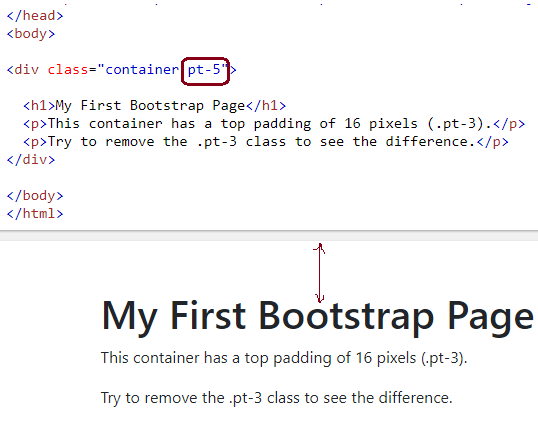 </head>
<body>
<div class="container pt-5">
<h1>My First Bootstrap Page</h1>
<p>This container has a top padding of 16 pixels (.pt-3).</p>
<p>Try to remove the .pt-3 class to see the difference.</p>
</div>
</body>
</html>
My First Bootstrap Page
This container has a top padding of 16 pixels (.pt-3).
Try to remove the .pt-3 class to see the difference.